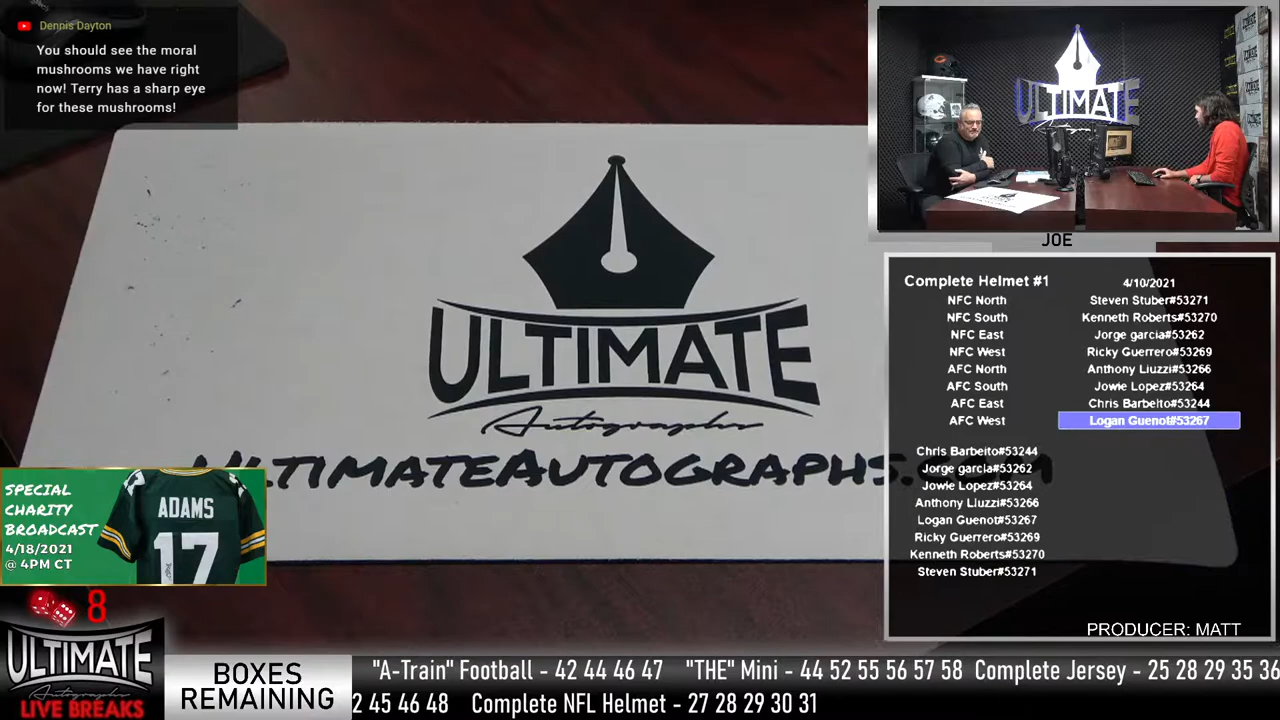 Dennis Dayton
You should see the moral
mushrooms we have right
now! Terry has a sharp eye
for these mushrooms!
ULTIMATE
Autographs
ULTIMATEAUTOGRAPHS.COM
ULTIMATE
JOE
Complete Helmet #1 4/10/2021
NFC North Steven Stuber#53271
NFC South Kenneth Roberts#53270
NFC East Jorge garcia#53262
NFC West Ricky Guerrero#53269
AFC North Anthony Liuzzi#53266
AFC South Jowie Lopez#53264
AFC East Chris Barbeito#53244
AFC West Logan Guenot#53267
Chris Barbeito#53244
Jorge garcia#53262
Jowie Lopez#53264
Anthony Liuzzi#53266
Logan Guenot#53267
Ricky Guerrero#53269
Kenneth Roberts#53270
Steven Stuber#53271
PRODUCER: MATT
SPECIAL
CHARITY
BROADCAST
4/18/2021
@ 4PM CT
ADAMS
17
8
ULTIMATE
Autographs
LIVE BREAKS
BOXES
REMAINING
"A-Train" Football - 42 44 46 47 "THE" Mini - 44 52 55 56 57 58 Complete Jersey - 25 28 29 35 36
2 45 46 48 Complete NFL Helmet - 27 28 29 30 31